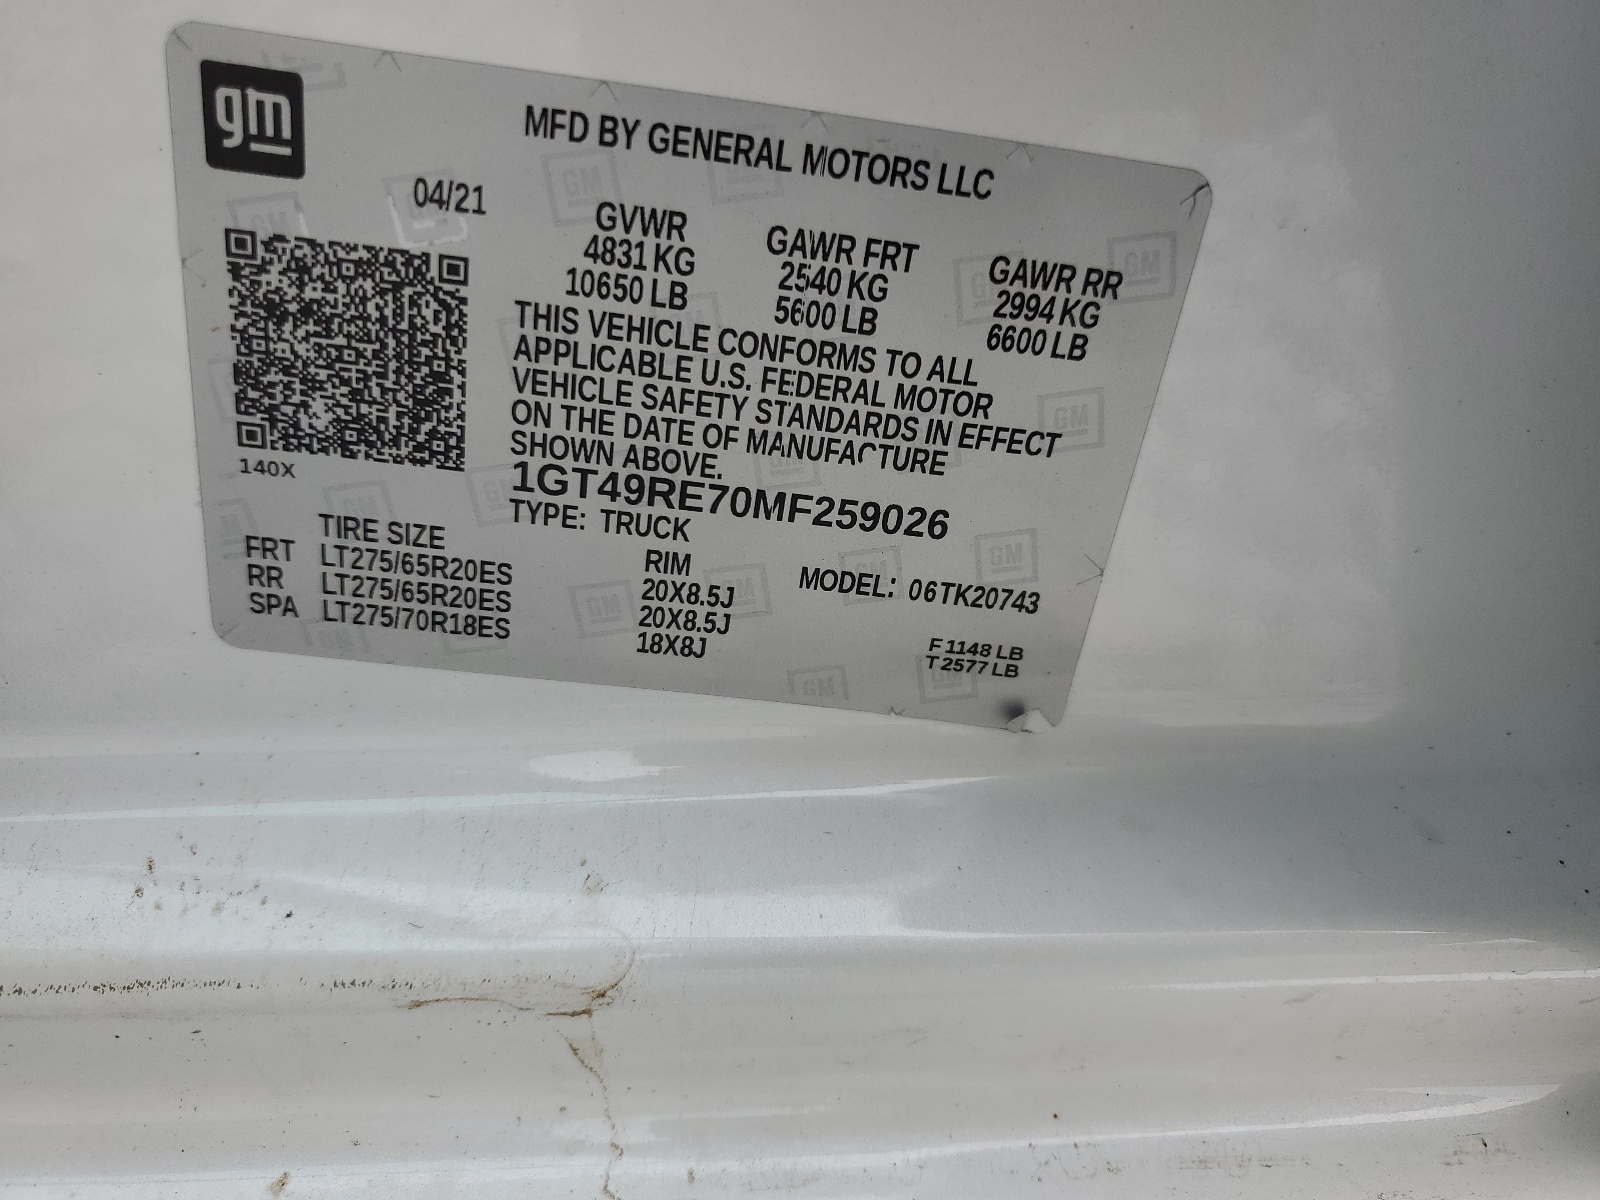 gm
MFD BY GENERAL MOTORS LLC
04/21
GVWR GAWR FRT GAWR RR
4831 KG 2540 KG 2994 KG
10650 LB 5600 LB 6600 LB
THIS VEHICLE CONFORMS TO ALL
APPLICABLE U.S. FEDERAL MOTOR
VEHICLE SAFETY STANDARDS IN EFFECT
ON THE DATE OF MANUFACTURE
SHOWN ABOVE.
140X
1GT49RE70MF259026
TYPE: TRUCK
TIRE SIZE RIM
FRT LT275/65R20ES 20X8.5J
RR LT275/65R20ES 20X8.5J
SPA LT275/70R18ES 18X8J
MODEL: 06TK20743
F 1148 LB
T 2577 LB